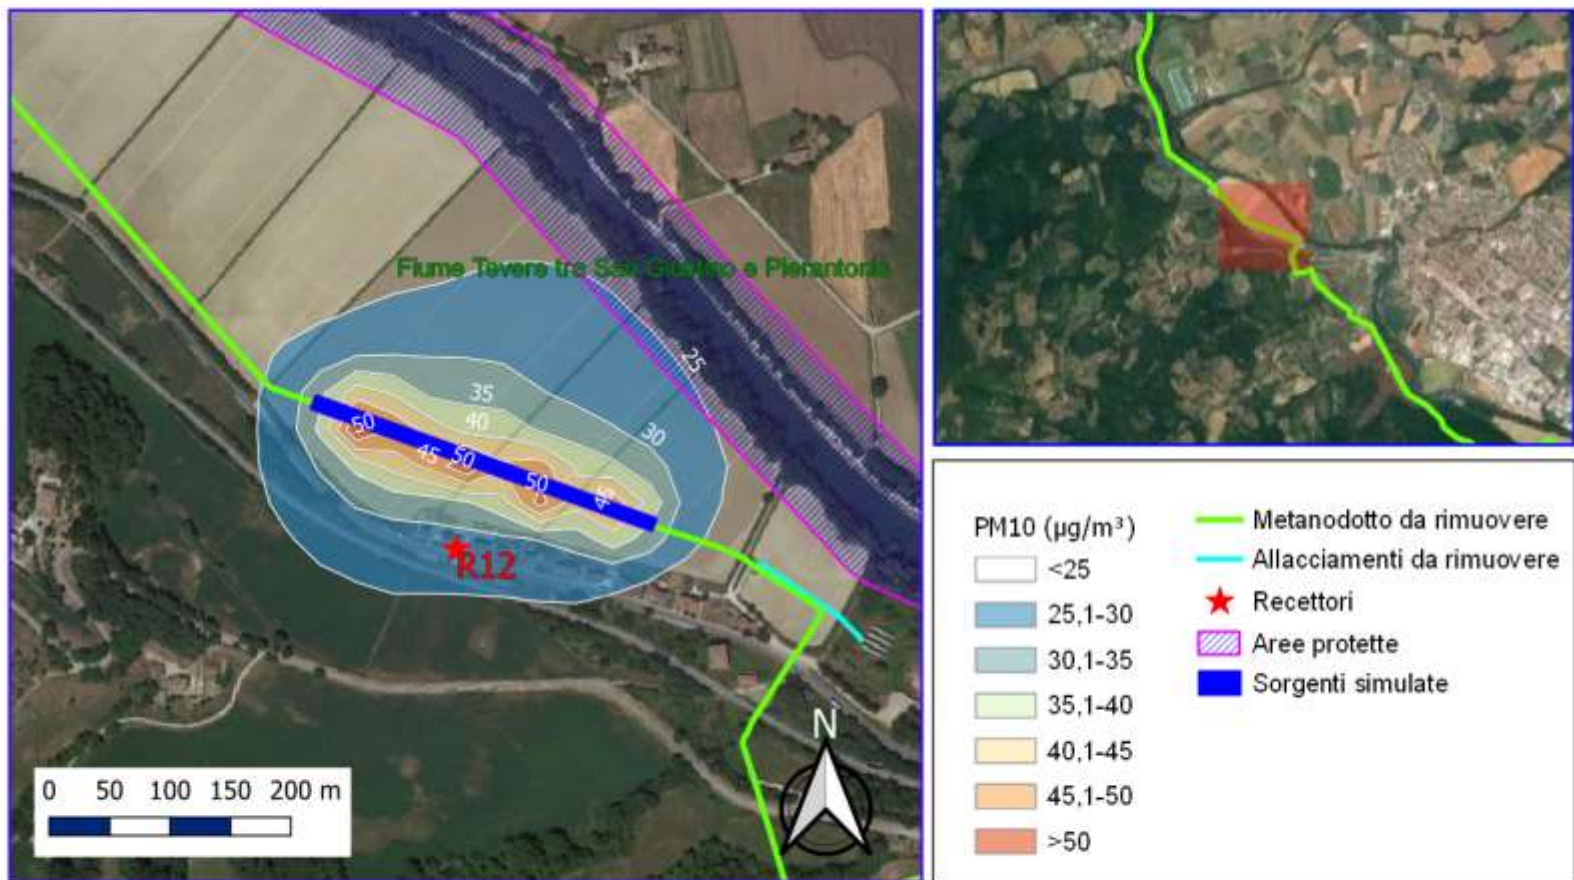 Fiume Tevere tra San Giustino e Pierantonio
25
35
40
30
50
45
50
50
45
R12
N
0 50 100 150 200 m
PM10 (µg/m³)
<25
25,1-30
30,1-35
35,1-40
40,1-45
45,1-50
>50
Metanodotto da rimuovere
Allacciamenti da rimuovere
Recettori
Aree protette
Sorgenti simulate